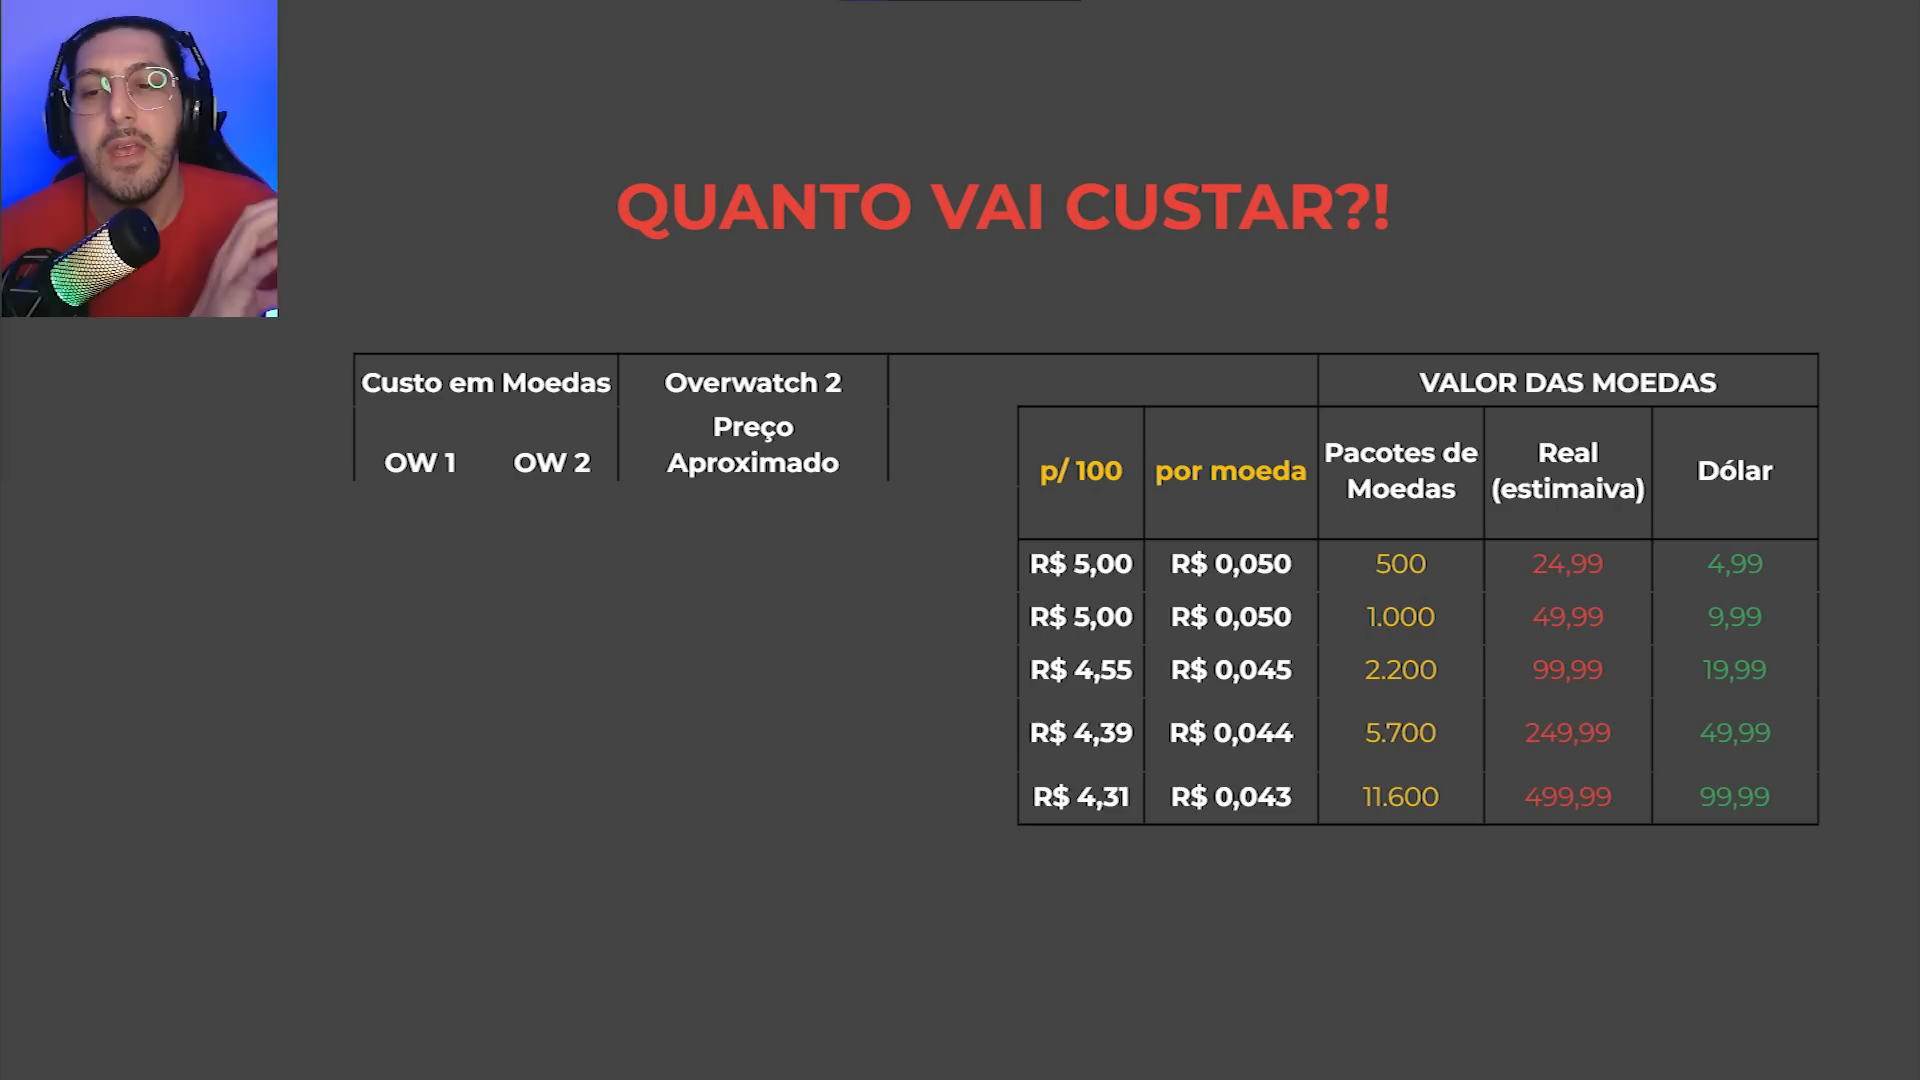 QUANTO VAI CUSTAR?!
Custo em Moedas Overwatch 2 VALOR DAS MOEDAS
OW 1 OW 2 Preço Aproximado
p/ 100 por moeda Pacotes de Moedas Real (estimaiva) Dólar
R$ 5,00 R$ 0,050 500 24,99 4,99
R$ 5,00 R$ 0,050 1.000 49,99 9,99
R$ 4,55 R$ 0,045 2.200 99,99 19,99
R$ 4,39 R$ 0,044 5.700 249,99 49,99
R$ 4,31 R$ 0,043 11.600 499,99 99,99